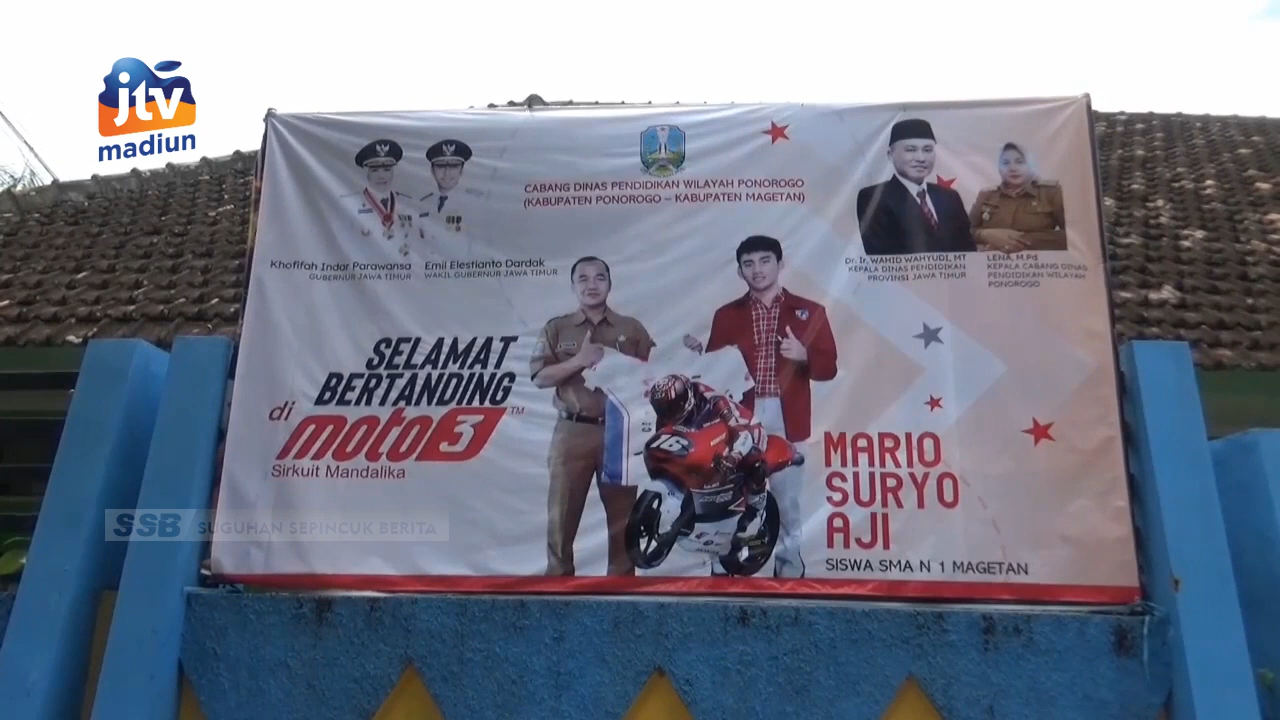 jtv
madiun
CABANG DINAS PENDIDIKAN WILAYAH PONOROGO
(KABUPATEN PONOROGO – KABUPATEN MAGETAN)
Khofifah Indar Parawansa
GUBERNUR JAWA TIMUR
Emil Elestianto Dardak
WAKIL GUBERNUR JAWA TIMUR
Dr. Ir. WAHID WAHYUDI, MT
KEPALA DINAS PENDIDIKAN
PROVINSI JAWA TIMUR
LENA, M.Pd
KEPALA CABANG DINAS
PENDIDIKAN WILAYAH
PONOROGO
SELAMAT
BERTANDING
di moto3™
Sirkuit Mandalika
16
MARIO
SURYO
AJI
SISWA SMA N 1 MAGETAN
SSB SUGUHAN SEPINCUK BERITA